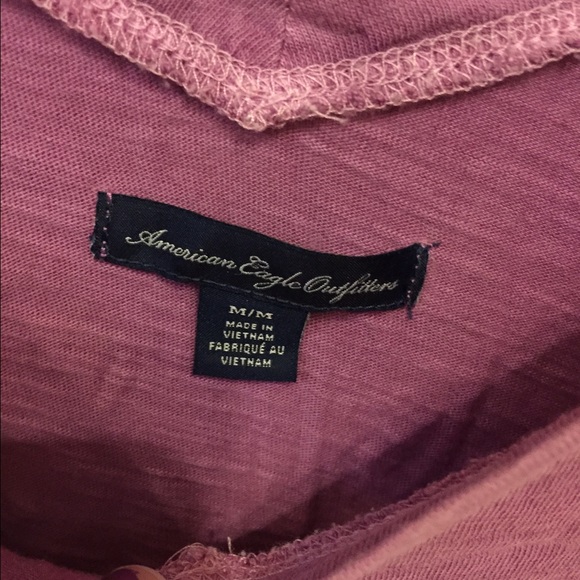 American Eagle Outfitters
M/M
MADE IN
VIETNAM
FABRIQUÉ AU
VIETNAM